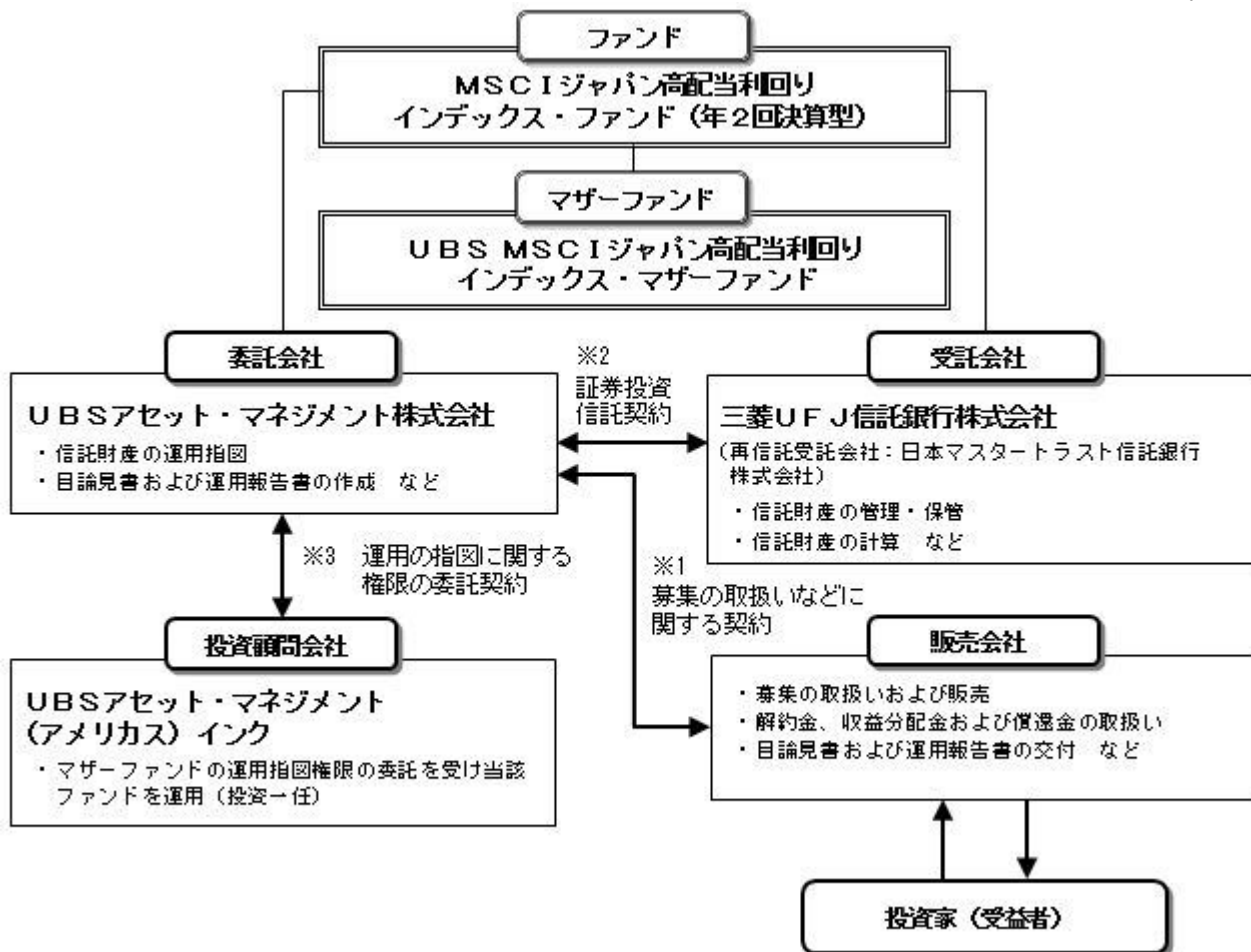 ファンド
MSCIジャパン高配当利回り
インデックス・ファンド(年2回決算型)
マザーファンド
UBS MSCIジャパン高配当利回り
インデックス・マザーファンド
委託会社
UBSアセット・マネジメント株式会社
・信託財産の運用指図
・目論見書および運用報告書の作成 など
※2
証券投資
信託契約
受託会社
三菱UFJ信託銀行株式会社
(再信託受託会社:日本マスタートラスト信託銀行
株式会社)
・信託財産の管理・保管
・信託財産の計算 など
※3 運用の指図に関する
権限の委託契約
※1
募集の取扱いなどに
関する契約
投資顧問会社
UBSアセット・マネジメント
(アメリカス)インク
・マザーファンドの運用指図権限の委託を受け当該
ファンドを運用(投資一任)
販売会社
・募集の取扱いおよび販売
・解約金、収益分配金および償還金の取扱い
・目論見書および運用報告書の交付 など
投資家(受益者)